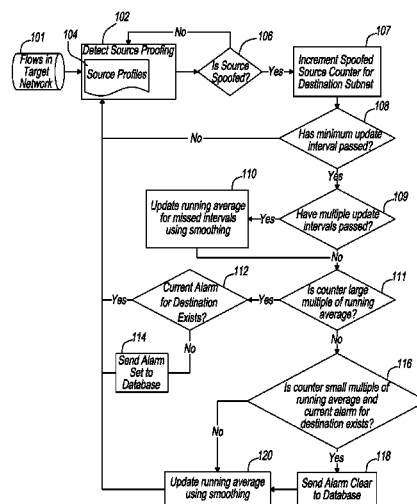 101
Flows in
Target
Network
102
104
Detect Source Proofing
Source Profiles
No
106
Is Source
Spoofed?
Yes
107
Increment Spoofed
Source Counter for
Destination Subnet
108
Has minimum update
interval passed?
No
Yes
109
Have multiple update
intervals passed?
Yes
110
Update running average
for missed intervals
using smoothing
No
111
Is counter large
multiple of running
average?
Yes
112
Current Alarm
for Destination
Exists?
Yes
No
114
Send Alarm
Set to
Database
No
116
Is counter small multiple of
running average and
current alarm for
destination exists?
No
Yes
118
Send Alarm Clear
to Database
120
Update running average
using smoothing